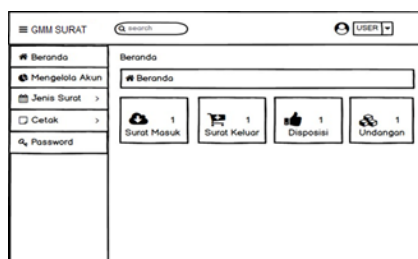 GMM SURAT
search
USER
Beranda
Mengelola Akun
Jenis Surat >
Cetak >
Password
Beranda
Beranda
1
Surat Masuk
1
Surat Keluar
1
Disposisi
1
Undangan